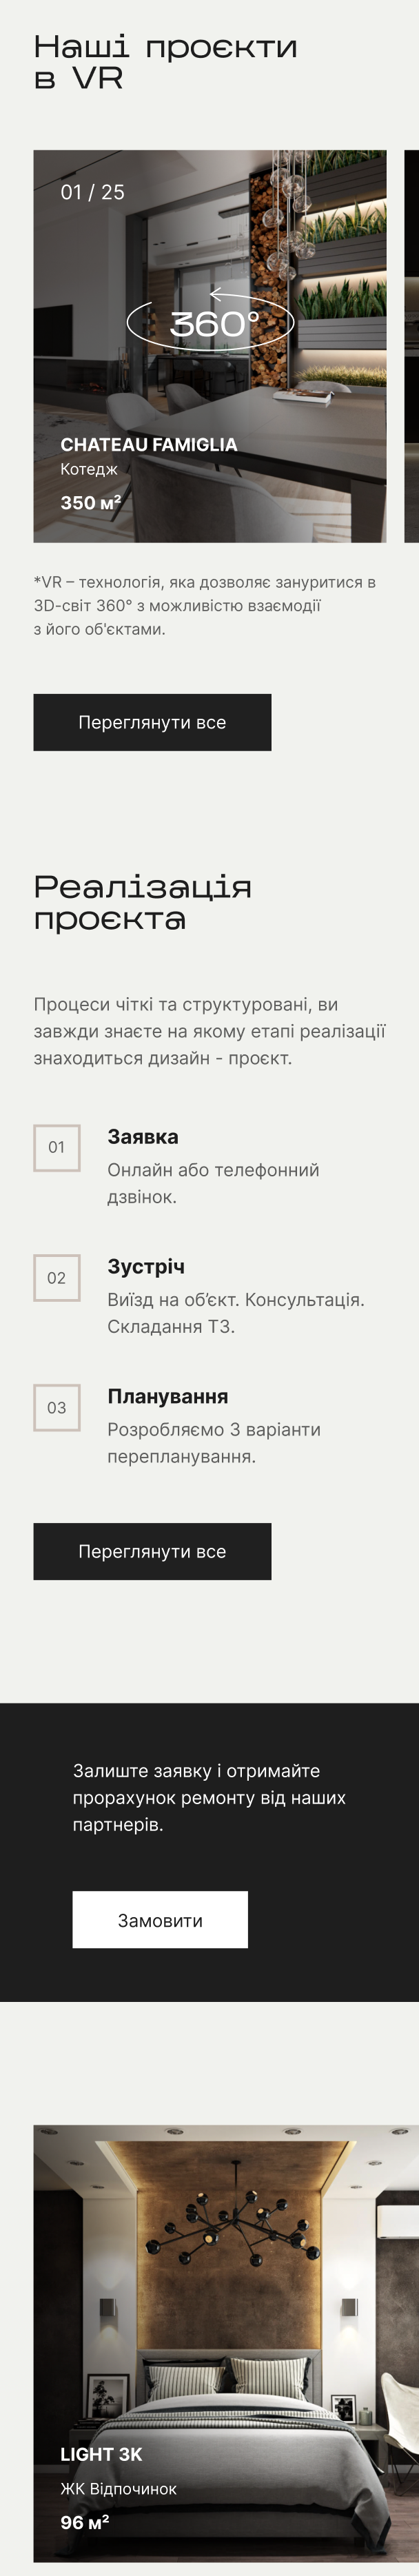 Наші проєкти
в VR
01 / 25
360°
CHATEAU FAMIGLIA
Котедж
350 м²
*VR – технологія, яка дозволяє зануритися в
3D-світ 360° з можливістю взаємодії
з його об'єктами.
Переглянути все
Реалізація
проєкта
Процеси чіткі та структуровані, ви
завжди знаєте на якому етапі реалізації
знаходиться дизайн - проєкт.
01
Заявка
Онлайн або телефонний
дзвінок.
02
Зустріч
Виїзд на об’єкт. Консультація.
Складання ТЗ.
03
Планування
Розробляємо 3 варіанти
перепланування.
Переглянути все
Залиште заявку і отримайте
прорахунок ремонту від наших
партнерів.
Замовити
LIGHT 3K
ЖК Відпочинок
96 м²